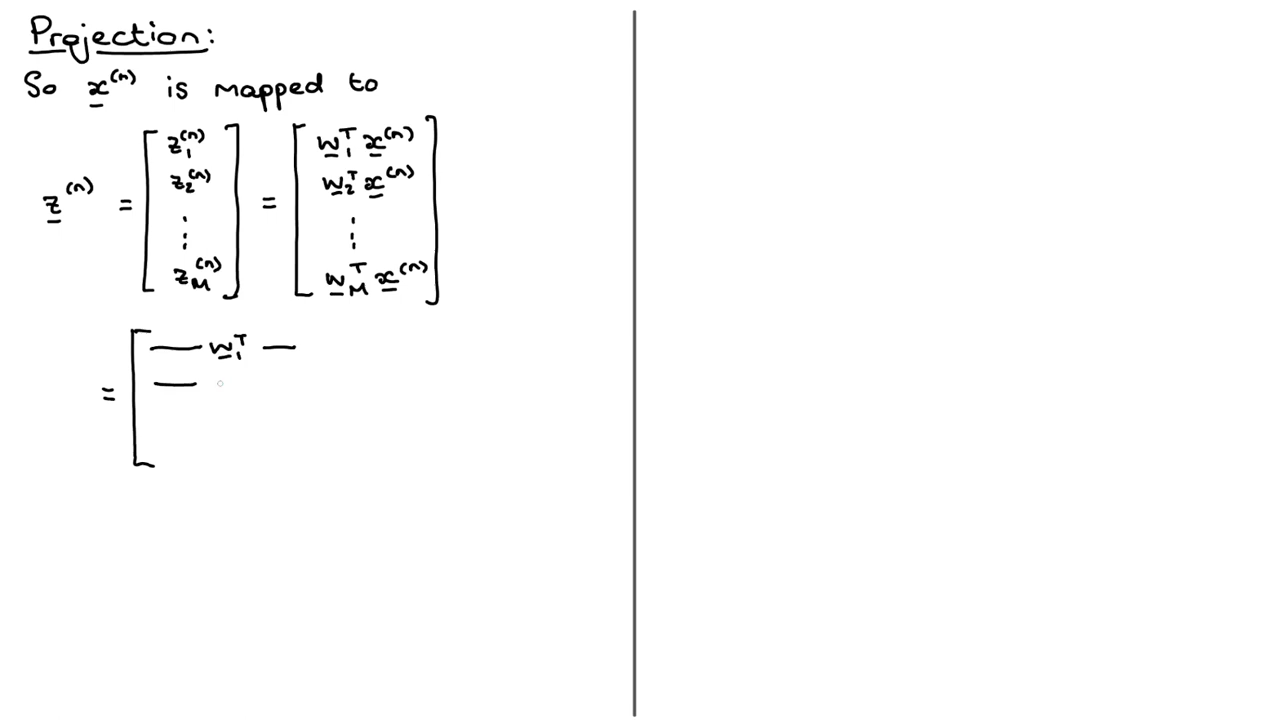 Projection:
So x^(n) is mapped to
z^(n) = [ z_1^(n) z_2^(n) ⋮ z_M^(n) ] = [ w_1^T x^(n) w_2^T x^(n) ⋮ w_M^T x^(n) ]
= [ — w_1^T —
—